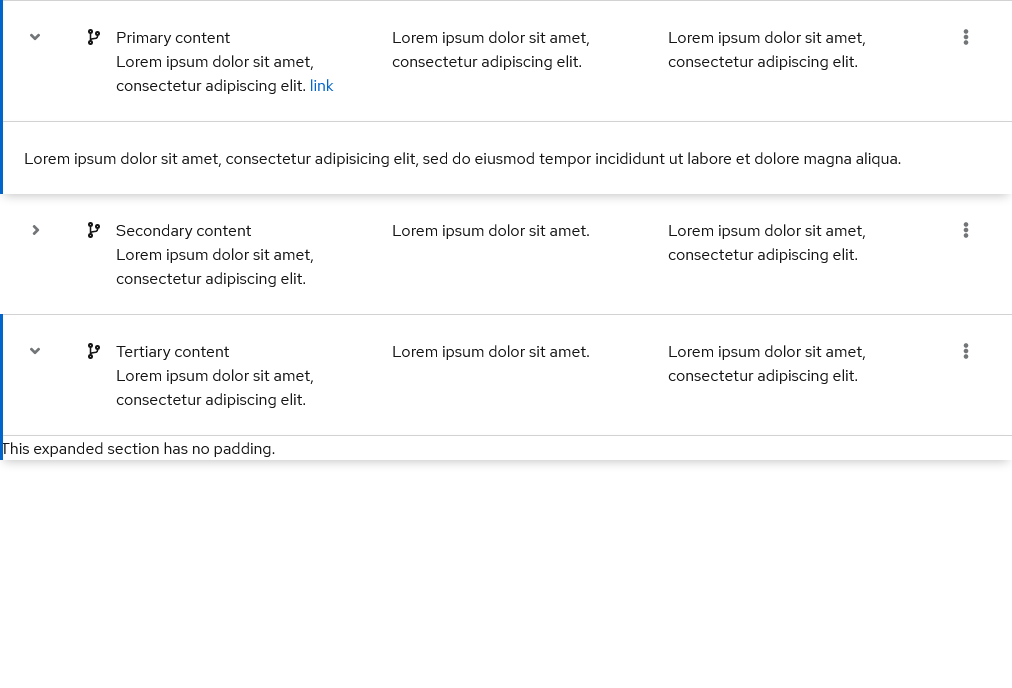 Primary content
Lorem ipsum dolor sit amet,
consectetur adipiscing elit. link
Lorem ipsum dolor sit amet,
consectetur adipiscing elit.
Lorem ipsum dolor sit amet,
consectetur adipiscing elit.
Lorem ipsum dolor sit amet, consectetur adipisicing elit, sed do eiusmod tempor incididunt ut labore et dolore magna aliqua.
Secondary content
Lorem ipsum dolor sit amet,
consectetur adipiscing elit.
Lorem ipsum dolor sit amet.
Lorem ipsum dolor sit amet,
consectetur adipiscing elit.
Tertiary content
Lorem ipsum dolor sit amet,
consectetur adipiscing elit.
Lorem ipsum dolor sit amet.
Lorem ipsum dolor sit amet,
consectetur adipiscing elit.
This expanded section has no padding.